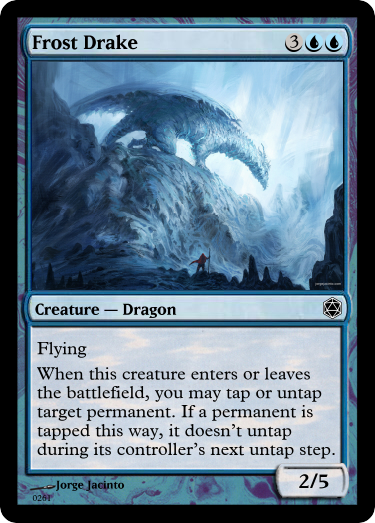 Frost Drake
3
Creature — Dragon
Flying
When this creature enters or leaves
the battlefield, you may tap or untap
target permanent. If a permanent is
tapped this way, it doesn't untap
during its controller's next untap step.
2/5
Jorge Jacinto
0261